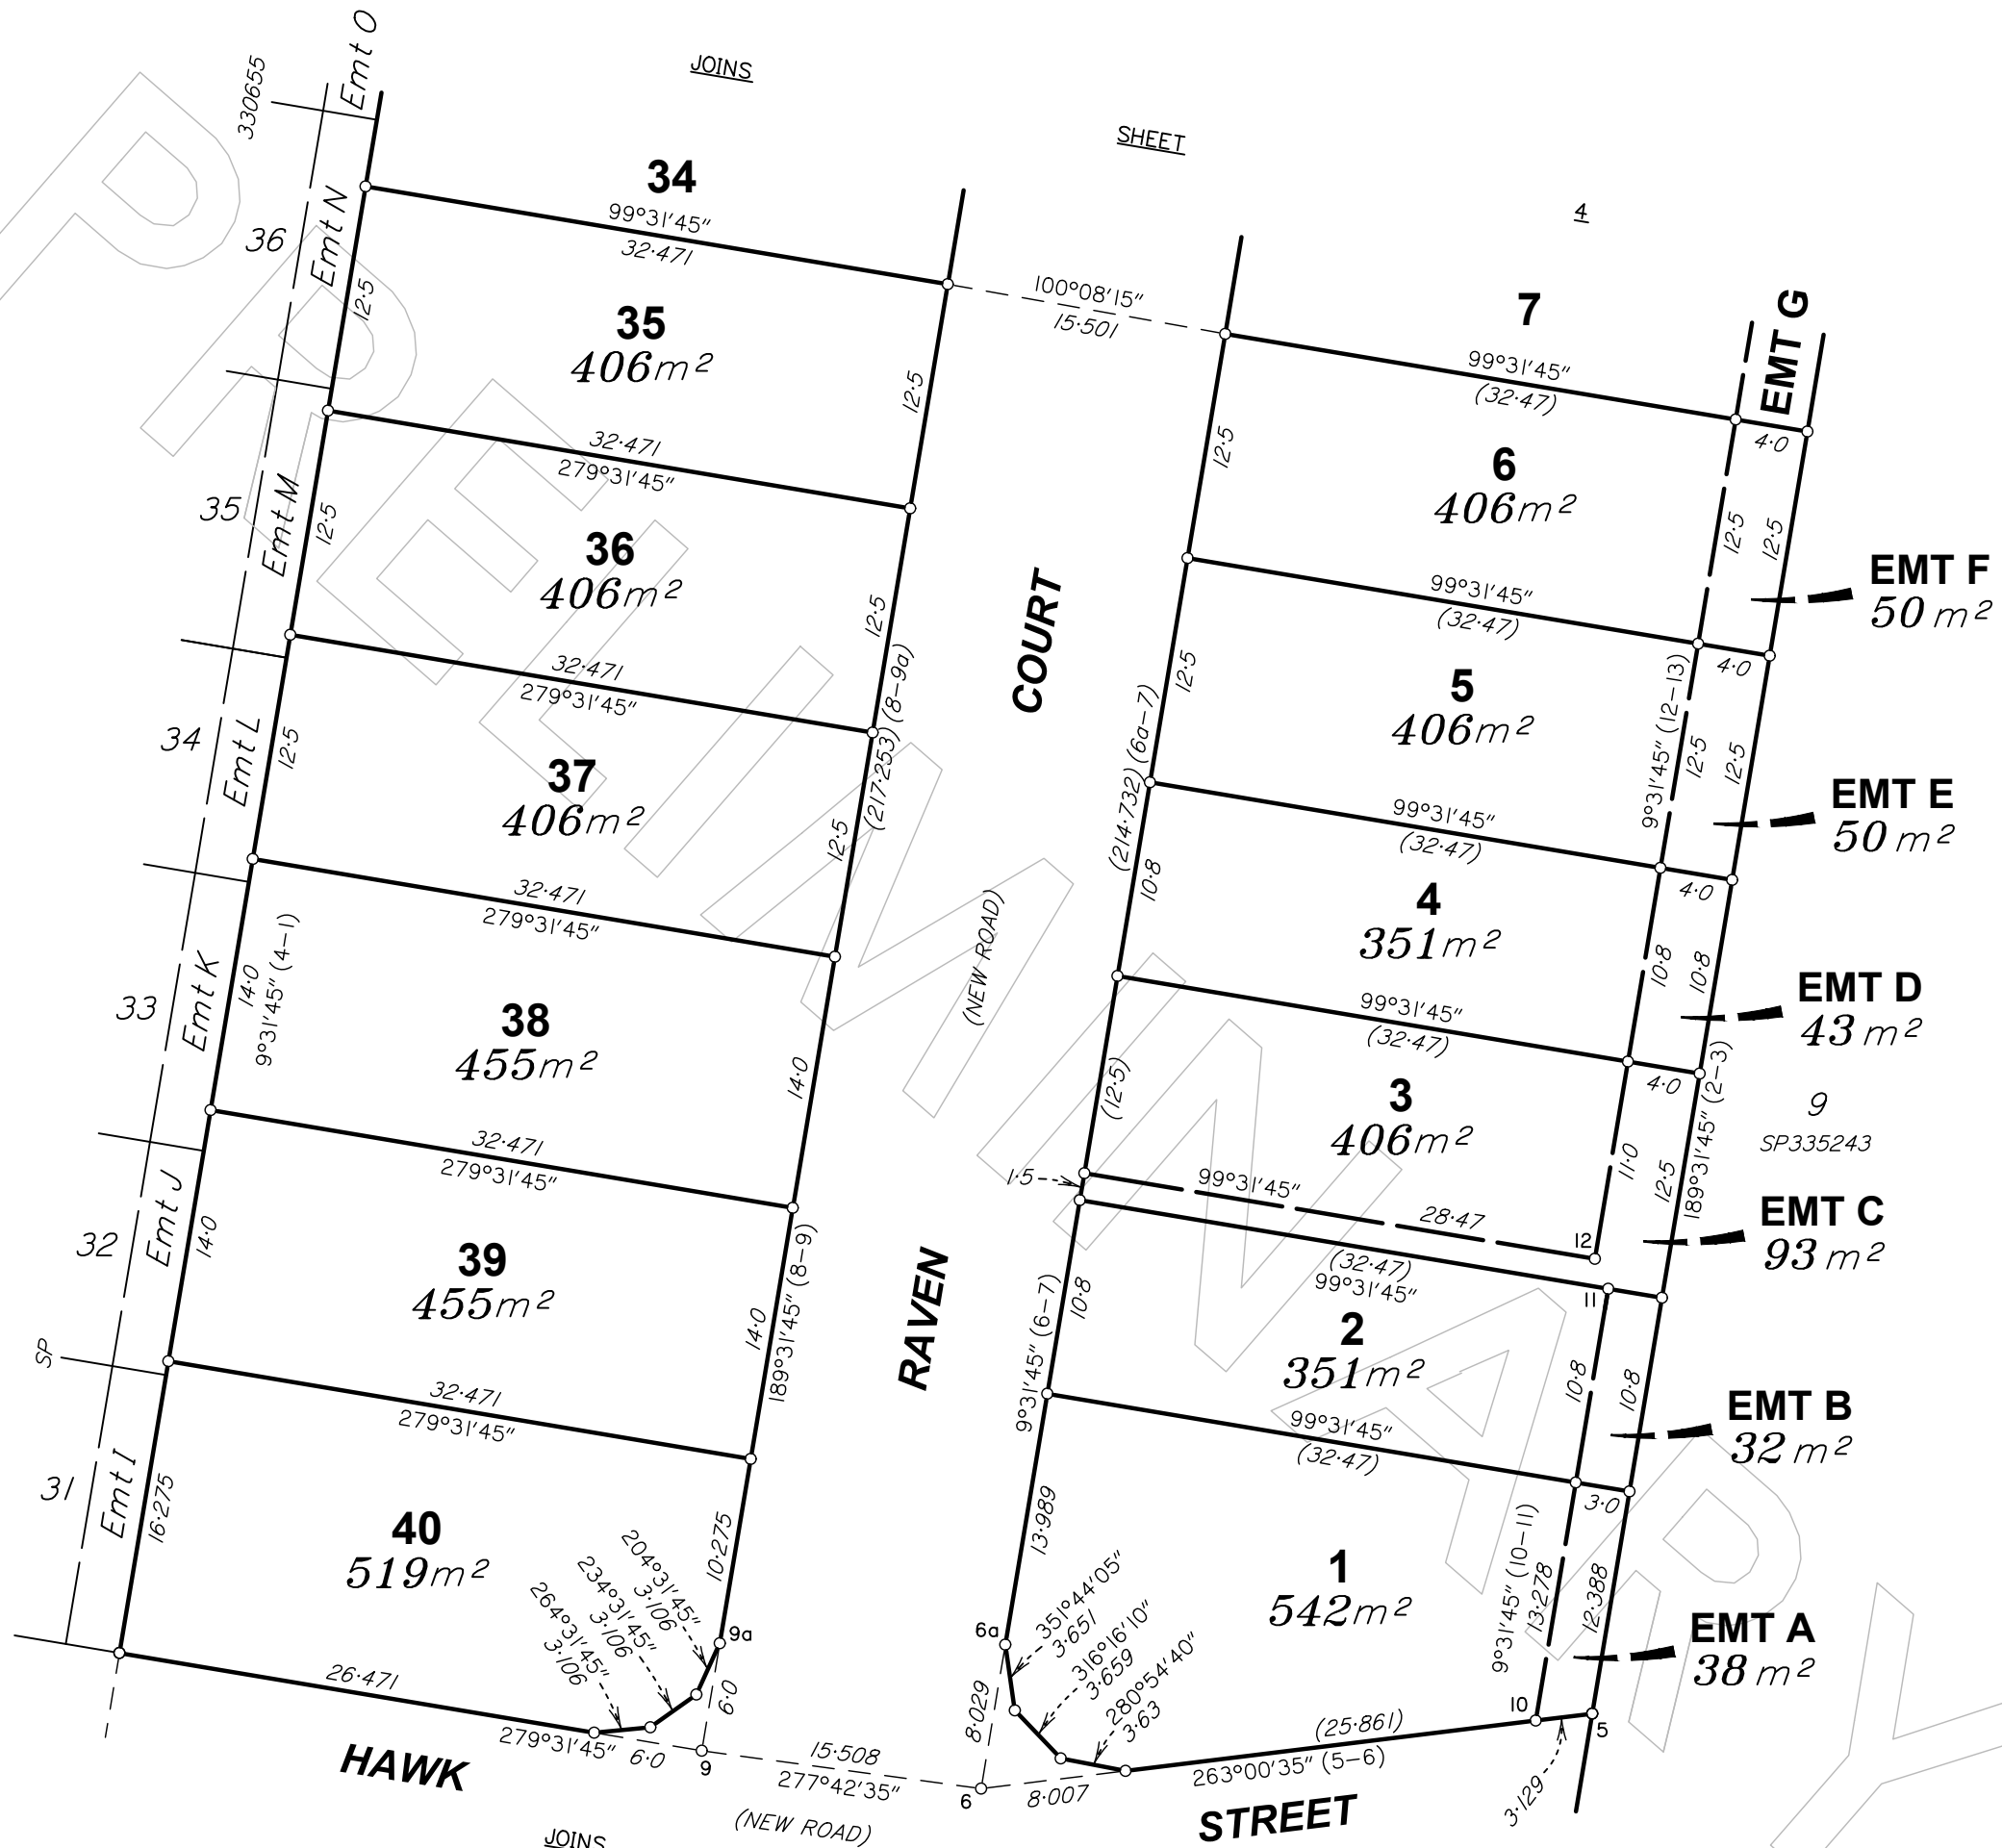 JOINS
SHEET
4
330655
Emt O
36
Emt N
35
Emt M
34
Emt L
33
Emt K
32
Emt J
SP
31
Emt I
34
99°31'45"
32·471
12·5
35
406m²
12·5
32·471
279°31'45"
12·5
36
406m²
12·5
32·471
279°31'45"
12·5
37
406m²
12·5
(217·253) (8–9a)
32·471
279°31'45"
14·0
9°31'45" (4–1)
38
455m²
14·0
32·471
279°31'45"
14·0
39
455m²
14·0
189°31'45" (8–9)
32·471
279°31'45"
16·275
40
519m²
10·275
204°31'45"
3·106
234°31'45"
3·106
264°31'45"
3·106
9a
6·0
26·471
279°31'45"
6·0
9
15·508
277°42'35"
6
8·007
HAWK
STREET
(NEW ROAD)
JOINS
100°08'15"
15·501
COURT
RAVEN
(NEW ROAD)
7
EMT G
99°31'45"
(32·47)
4·0
12·5
6
406m²
12·5
12·5
EMT F
50 m²
99°31'45"
(32·47)
4·0
12·5
5
406m²
9°31'45" (12–13)
12·5
12·5
EMT E
50 m²
(214·732) (6a–7)
99°31'45"
(32·47)
4·0
10·8
4
351m²
10·8
10·8
EMT D
43 m²
99°31'45"
(32·47)
4·0
(12·5)
3
406m²
11·0
12·5
189°31'45" (2–3)
9
SP335243
1·5
99°31'45"
28·47
12
EMT C
93 m²
(32·47)
99°31'45"
11
9°31'45" (6–7)
10·8
2
351m²
10·8
10·8
EMT B
32 m²
99°31'45"
(32·47)
3·0
13·989
1
542m²
9°31'45" (10–11)
13·278
12·388
EMT A
38 m²
6a
351°44'05"
3·651
316°16'10"
3·659
280°54'40"
3·63
8·029
10
5
(25·861)
263°00'35" (5–6)
3·129
PRELIMINARY